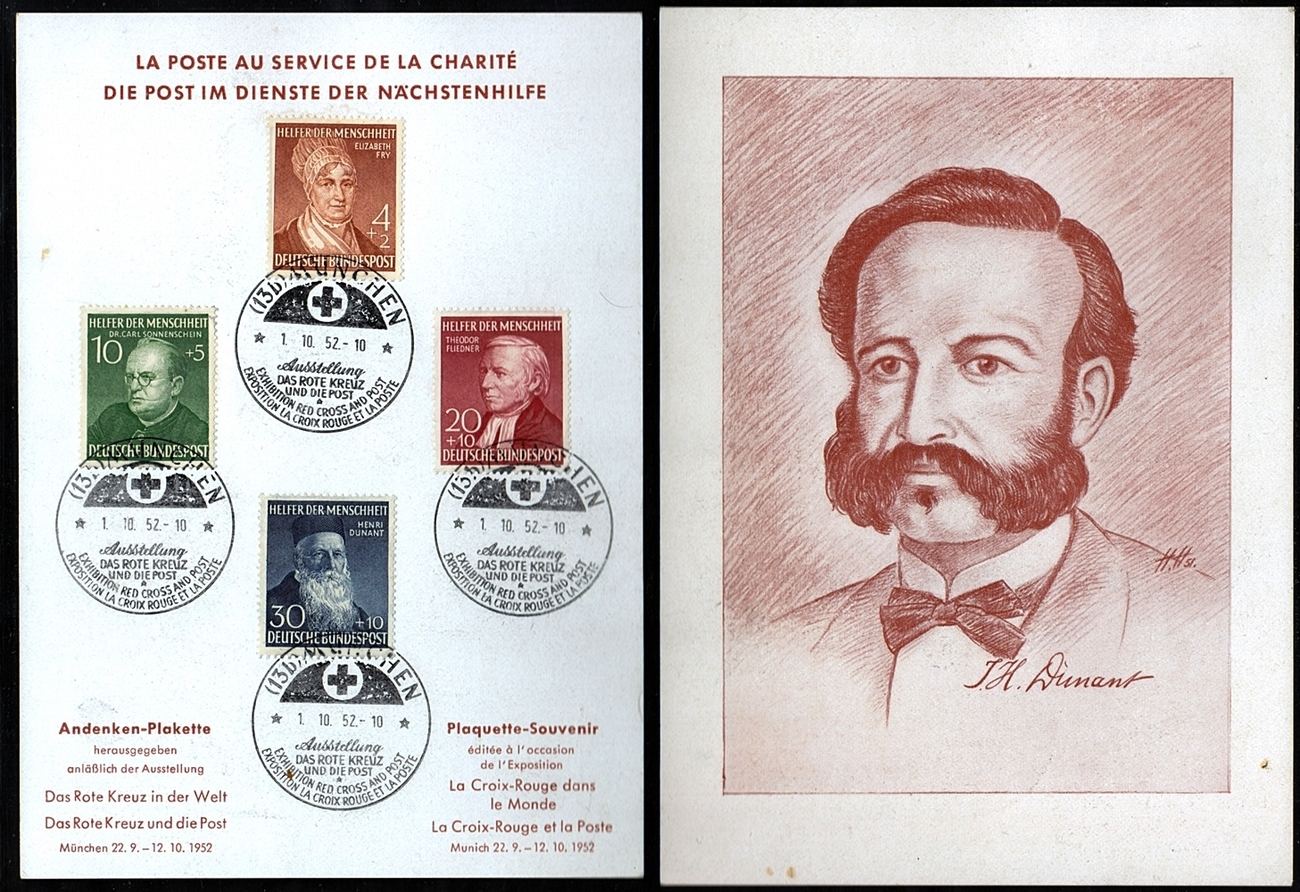 LA POSTE AU SERVICE DE LA CHARITÉ
DIE POST IM DIENSTE DER NÄCHSTENHILFE
HELFER DER MENSCHHEIT
ELIZABETH
FRY
4
+2
DEUTSCHE BUNDESPOST
(13b) MÜNCHEN
1. 10. 52.-10
Ausstellung
DAS ROTE KREUZ
UND DIE POST
EXHIBITION RED CROSS AND POST
EXPOSITION LA CROIX ROUGE ET LA POSTE
HELFER DER MENSCHHEIT
DR. CARL SONNENSCHEIN
10 +5
DEUTSCHE BUNDESPOST
(13b) MÜNCHEN
1. 10. 52.-10
Ausstellung
DAS ROTE KREUZ
UND DIE POST
EXHIBITION RED CROSS AND POST
EXPOSITION LA CROIX ROUGE ET LA POSTE
HELFER DER MENSCHHEIT
THEODOR
FLIEDNER
20
+10
DEUTSCHE BUNDESPOST
(13b) MÜNCHEN
1. 10. 52.-10
Ausstellung
DAS ROTE KREUZ
UND DIE POST
EXHIBITION RED CROSS AND POST
EXPOSITION LA CROIX ROUGE ET LA POSTE
HELFER DER MENSCHHEIT
HENRI
DUNANT
30 +10
DEUTSCHE BUNDESPOST
(13b) MÜNCHEN
1. 10. 52.-10
Ausstellung
DAS ROTE KREUZ
UND DIE POST
EXHIBITION RED CROSS AND POST
EXPOSITION LA CROIX ROUGE ET LA POSTE
Andenken-Plakette
herausgegeben
anläßlich der Ausstellung
Das Rote Kreuz in der Welt
Das Rote Kreuz und die Post
München 22. 9. – 12. 10. 1952
Plaquette-Souvenir
éditée à l'occasion
de l'Exposition
La Croix-Rouge dans
le Monde
La Croix-Rouge et la Poste
Munich 22. 9. – 12. 10. 1952
H.H 51.
J.H. Dunant